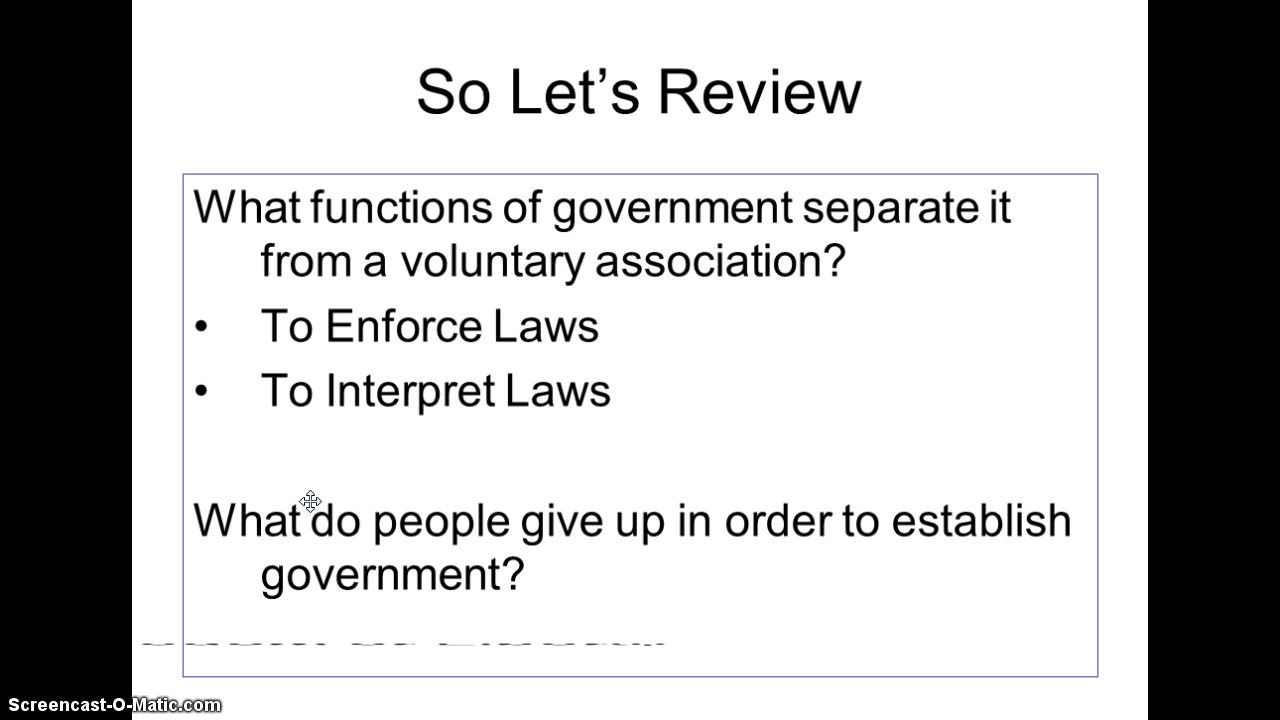 So Let’s Review
What functions of government separate it
from a voluntary association?
• To Enforce Laws
• To Interpret Laws
What do people give up in order to establish
government?
Screencast-O-Matic.com